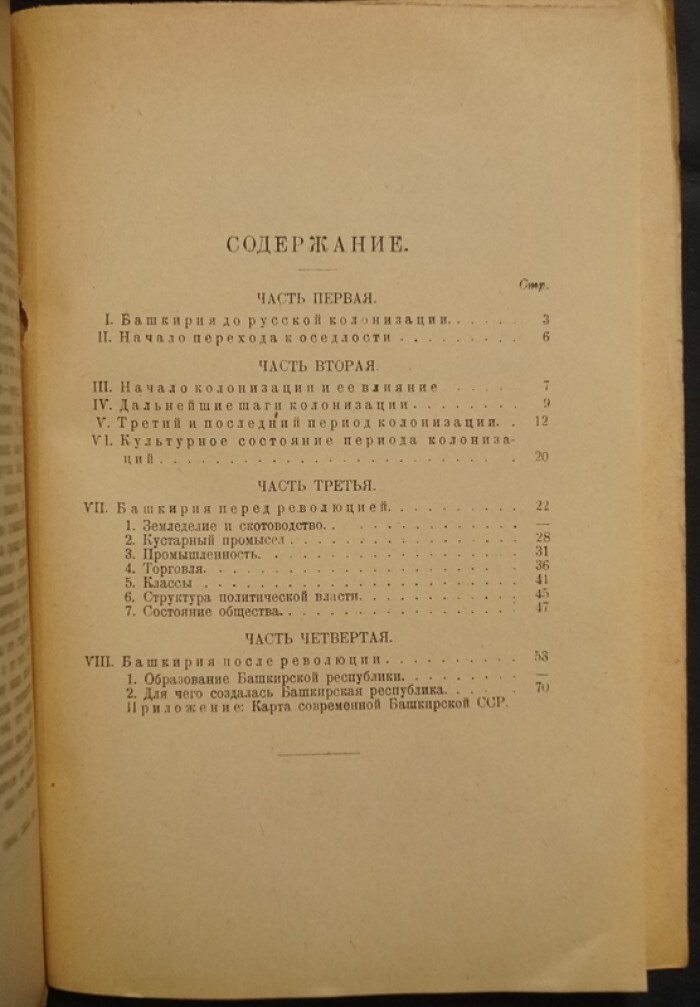 СОДЕРЖАНИЕ.
Стр.
ЧАСТЬ ПЕРВАЯ.
I. Башкирия до русской колонизации. . . . . . 3
II. Начало перехода к оседлости . . . . . . . . . 6
ЧАСТЬ ВТОРАЯ.
III. Начало колонизации и ее влияние . . . . . . 7
IV. Дальнейшие шаги колонизации. . . . . . . . 9
V. Третий и последний период колонизации. . 12
VI. Культурное состояние периода колониза-
ций. . . . . . . . . . . . . . . . . . . . 20
ЧАСТЬ ТРЕТЬЯ.
VII. Башкирия перед революцией. . . . . . . . . 22
1. Земледелие и скотоводство. . . . . . . . . . . —
2. Кустарный промысел . . . . . . . . . . . . . 28
3. Промышленность. . . . . . . . . . . . . . . 31
4. Торговля. . . . . . . . . . . . . . . . . . 36
5. Классы . . . . . . . . . . . . . . . . . . 41
6. Структура политической власти. . . . . . . . . 45
7. Состояние общества. . . . . . . . . . . . . . 47
ЧАСТЬ ЧЕТВЕРТАЯ.
VIII. Башкирия после революции. . . . . . . . . . 53
1. Образование Башкирской республики. . . . . . . —
2. Для чего создалась Башкирская республика. . . . . 70
Приложение: Карта современной Башкирской ССР.